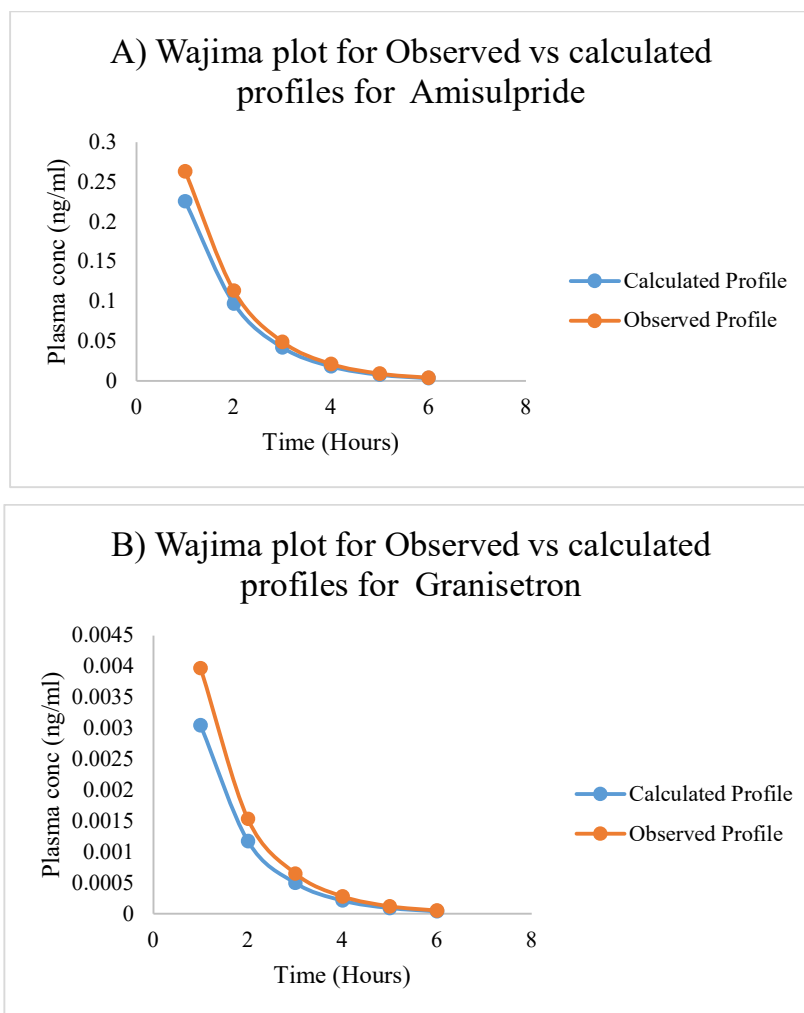 A) Wajima plot for Observed vs calculated
profiles for Amisulpride
0.3
0.25
0.2
0.15
0.1
0.05
0
Plasma conc (ng/ml)
0 2 4 6 8
Time (Hours)
Calculated Profile
Observed Profile
B) Wajima plot for Observed vs calculated
profiles for Granisetron
0.0045
0.004
0.0035
0.003
0.0025
0.002
0.0015
0.001
0.0005
0
Plasma conc (ng/ml)
0 2 4 6 8
Time (Hours)
Calculated Profile
Observed Profile